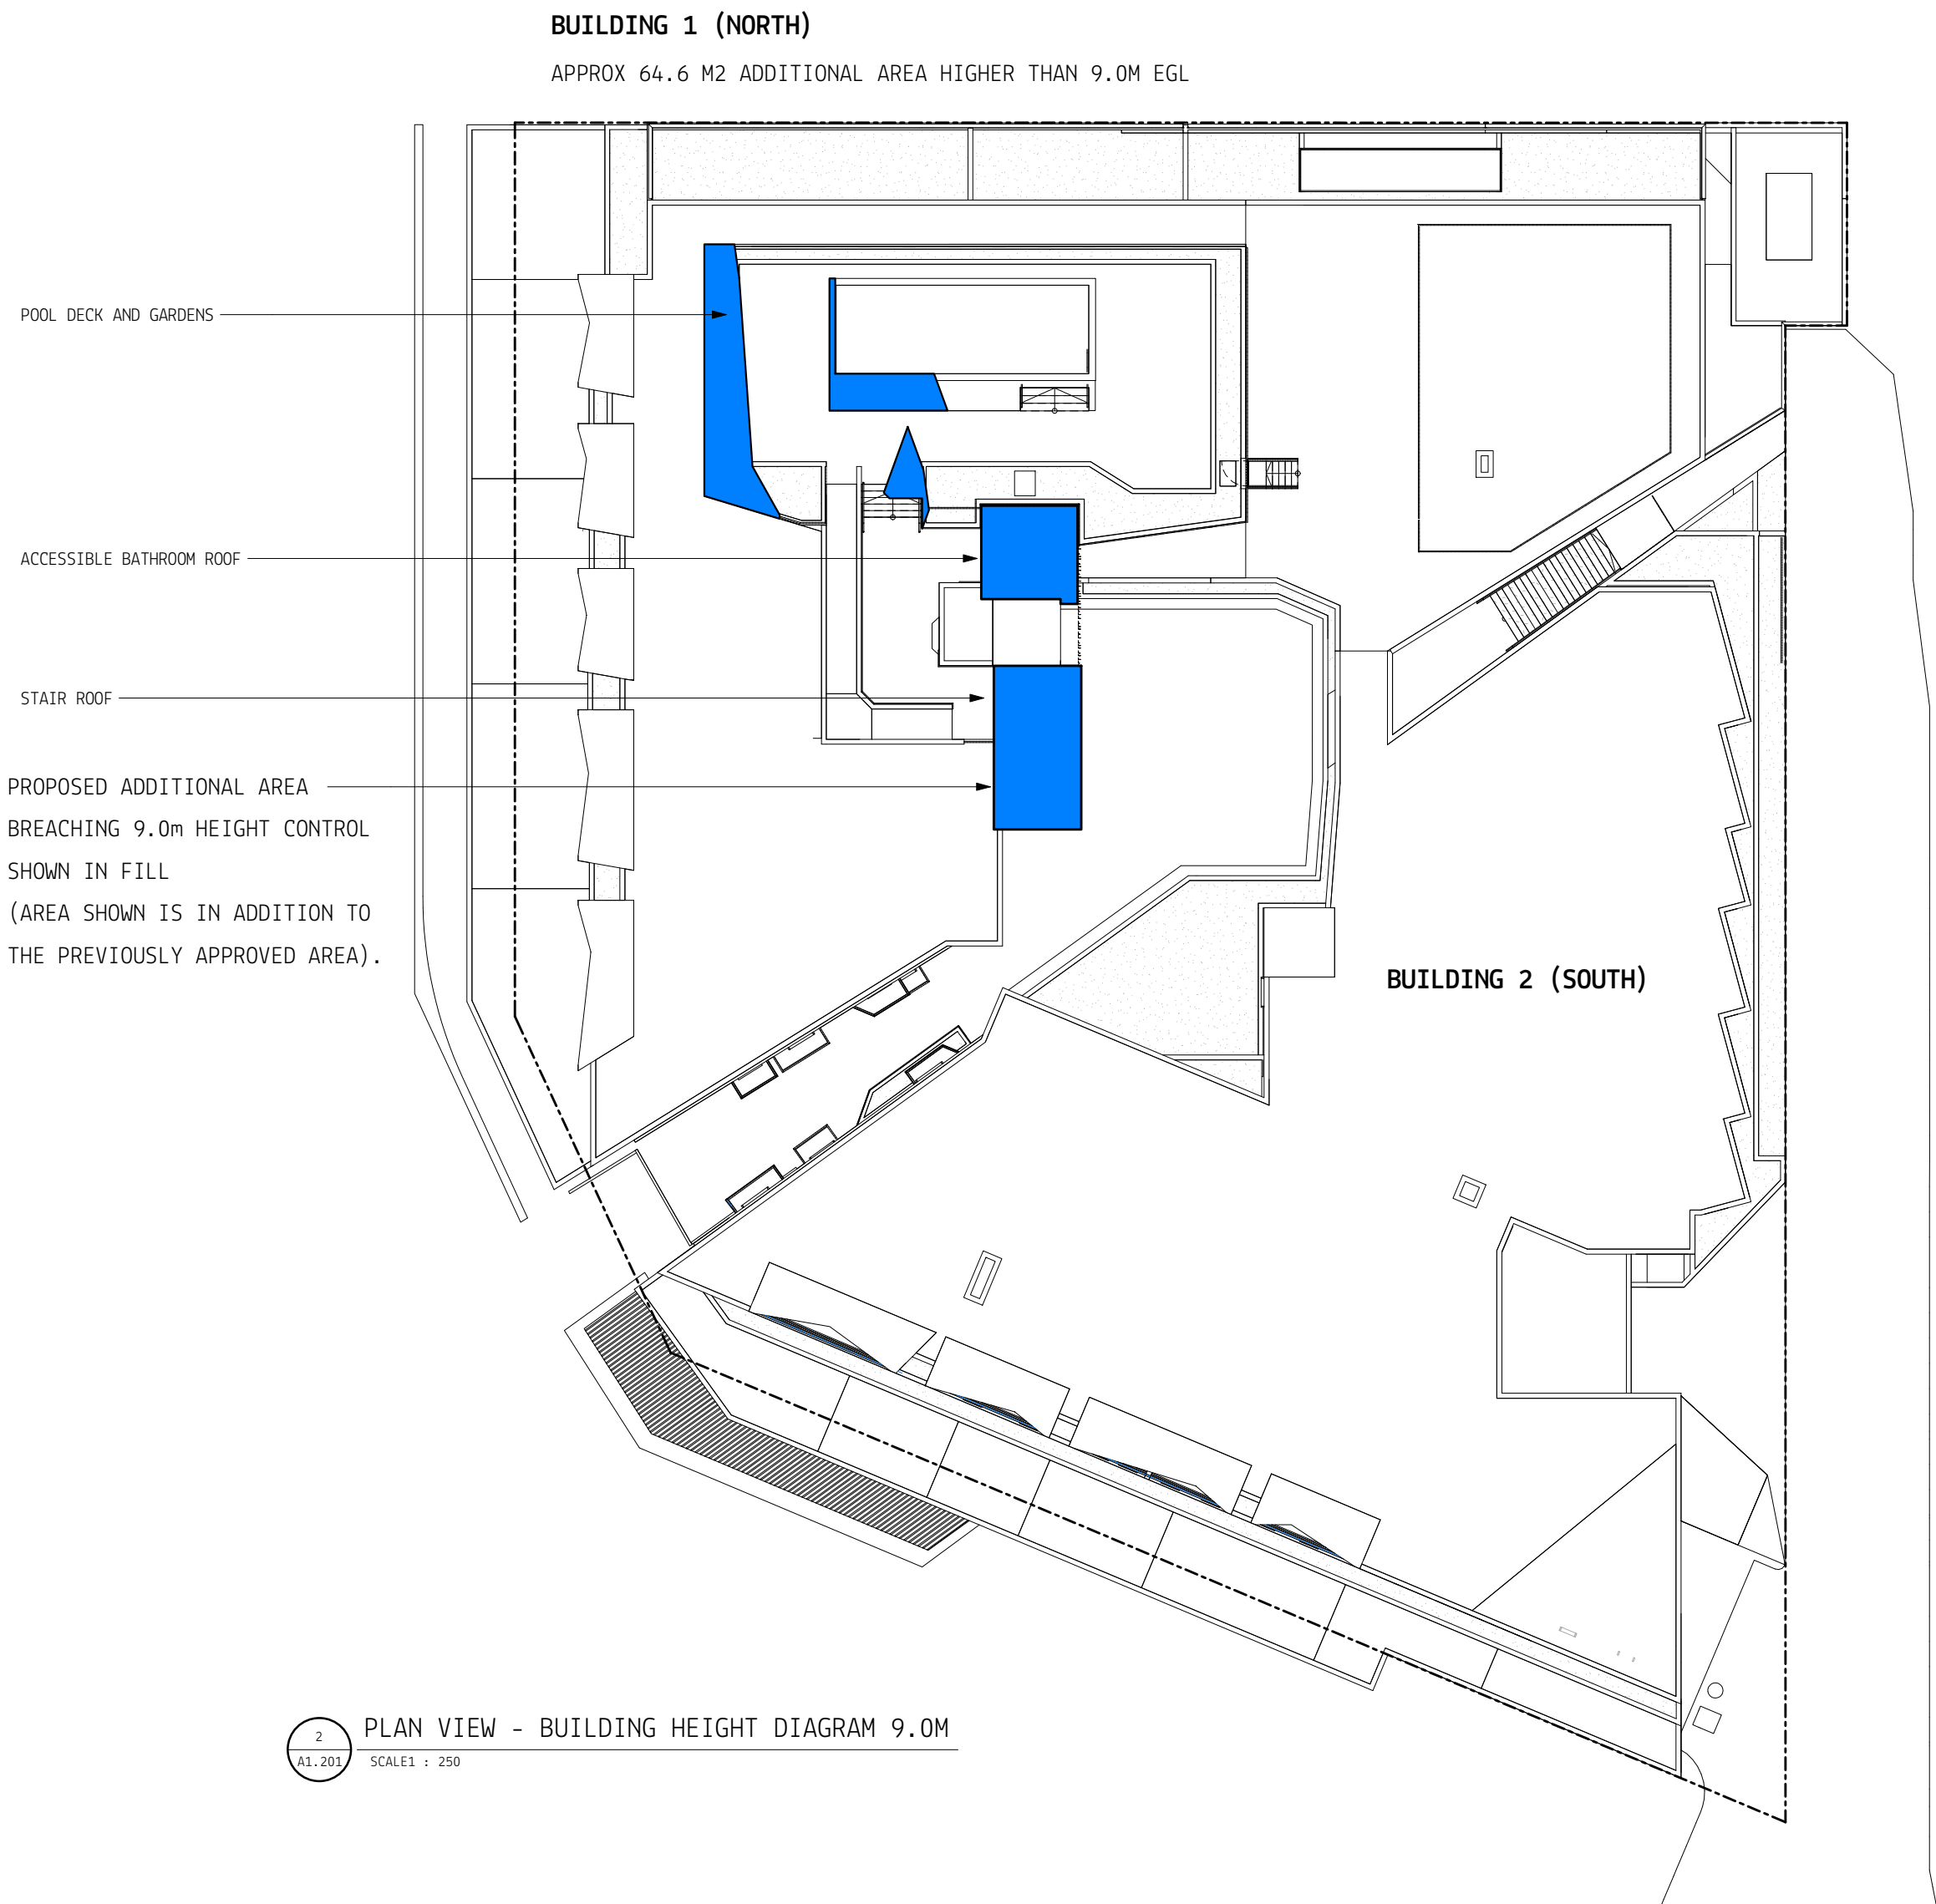 BUILDING 1 (NORTH)
APPROX 64.6 M2 ADDITIONAL AREA HIGHER THAN 9.0M EGL
POOL DECK AND GARDENS
ACCESSIBLE BATHROOM ROOF
STAIR ROOF
PROPOSED ADDITIONAL AREA
BREACHING 9.0m HEIGHT CONTROL
SHOWN IN FILL
(AREA SHOWN IS IN ADDITION TO
THE PREVIOUSLY APPROVED AREA).
BUILDING 2 (SOUTH)
2
A1.201
PLAN VIEW - BUILDING HEIGHT DIAGRAM 9.0M
SCALE1 : 250